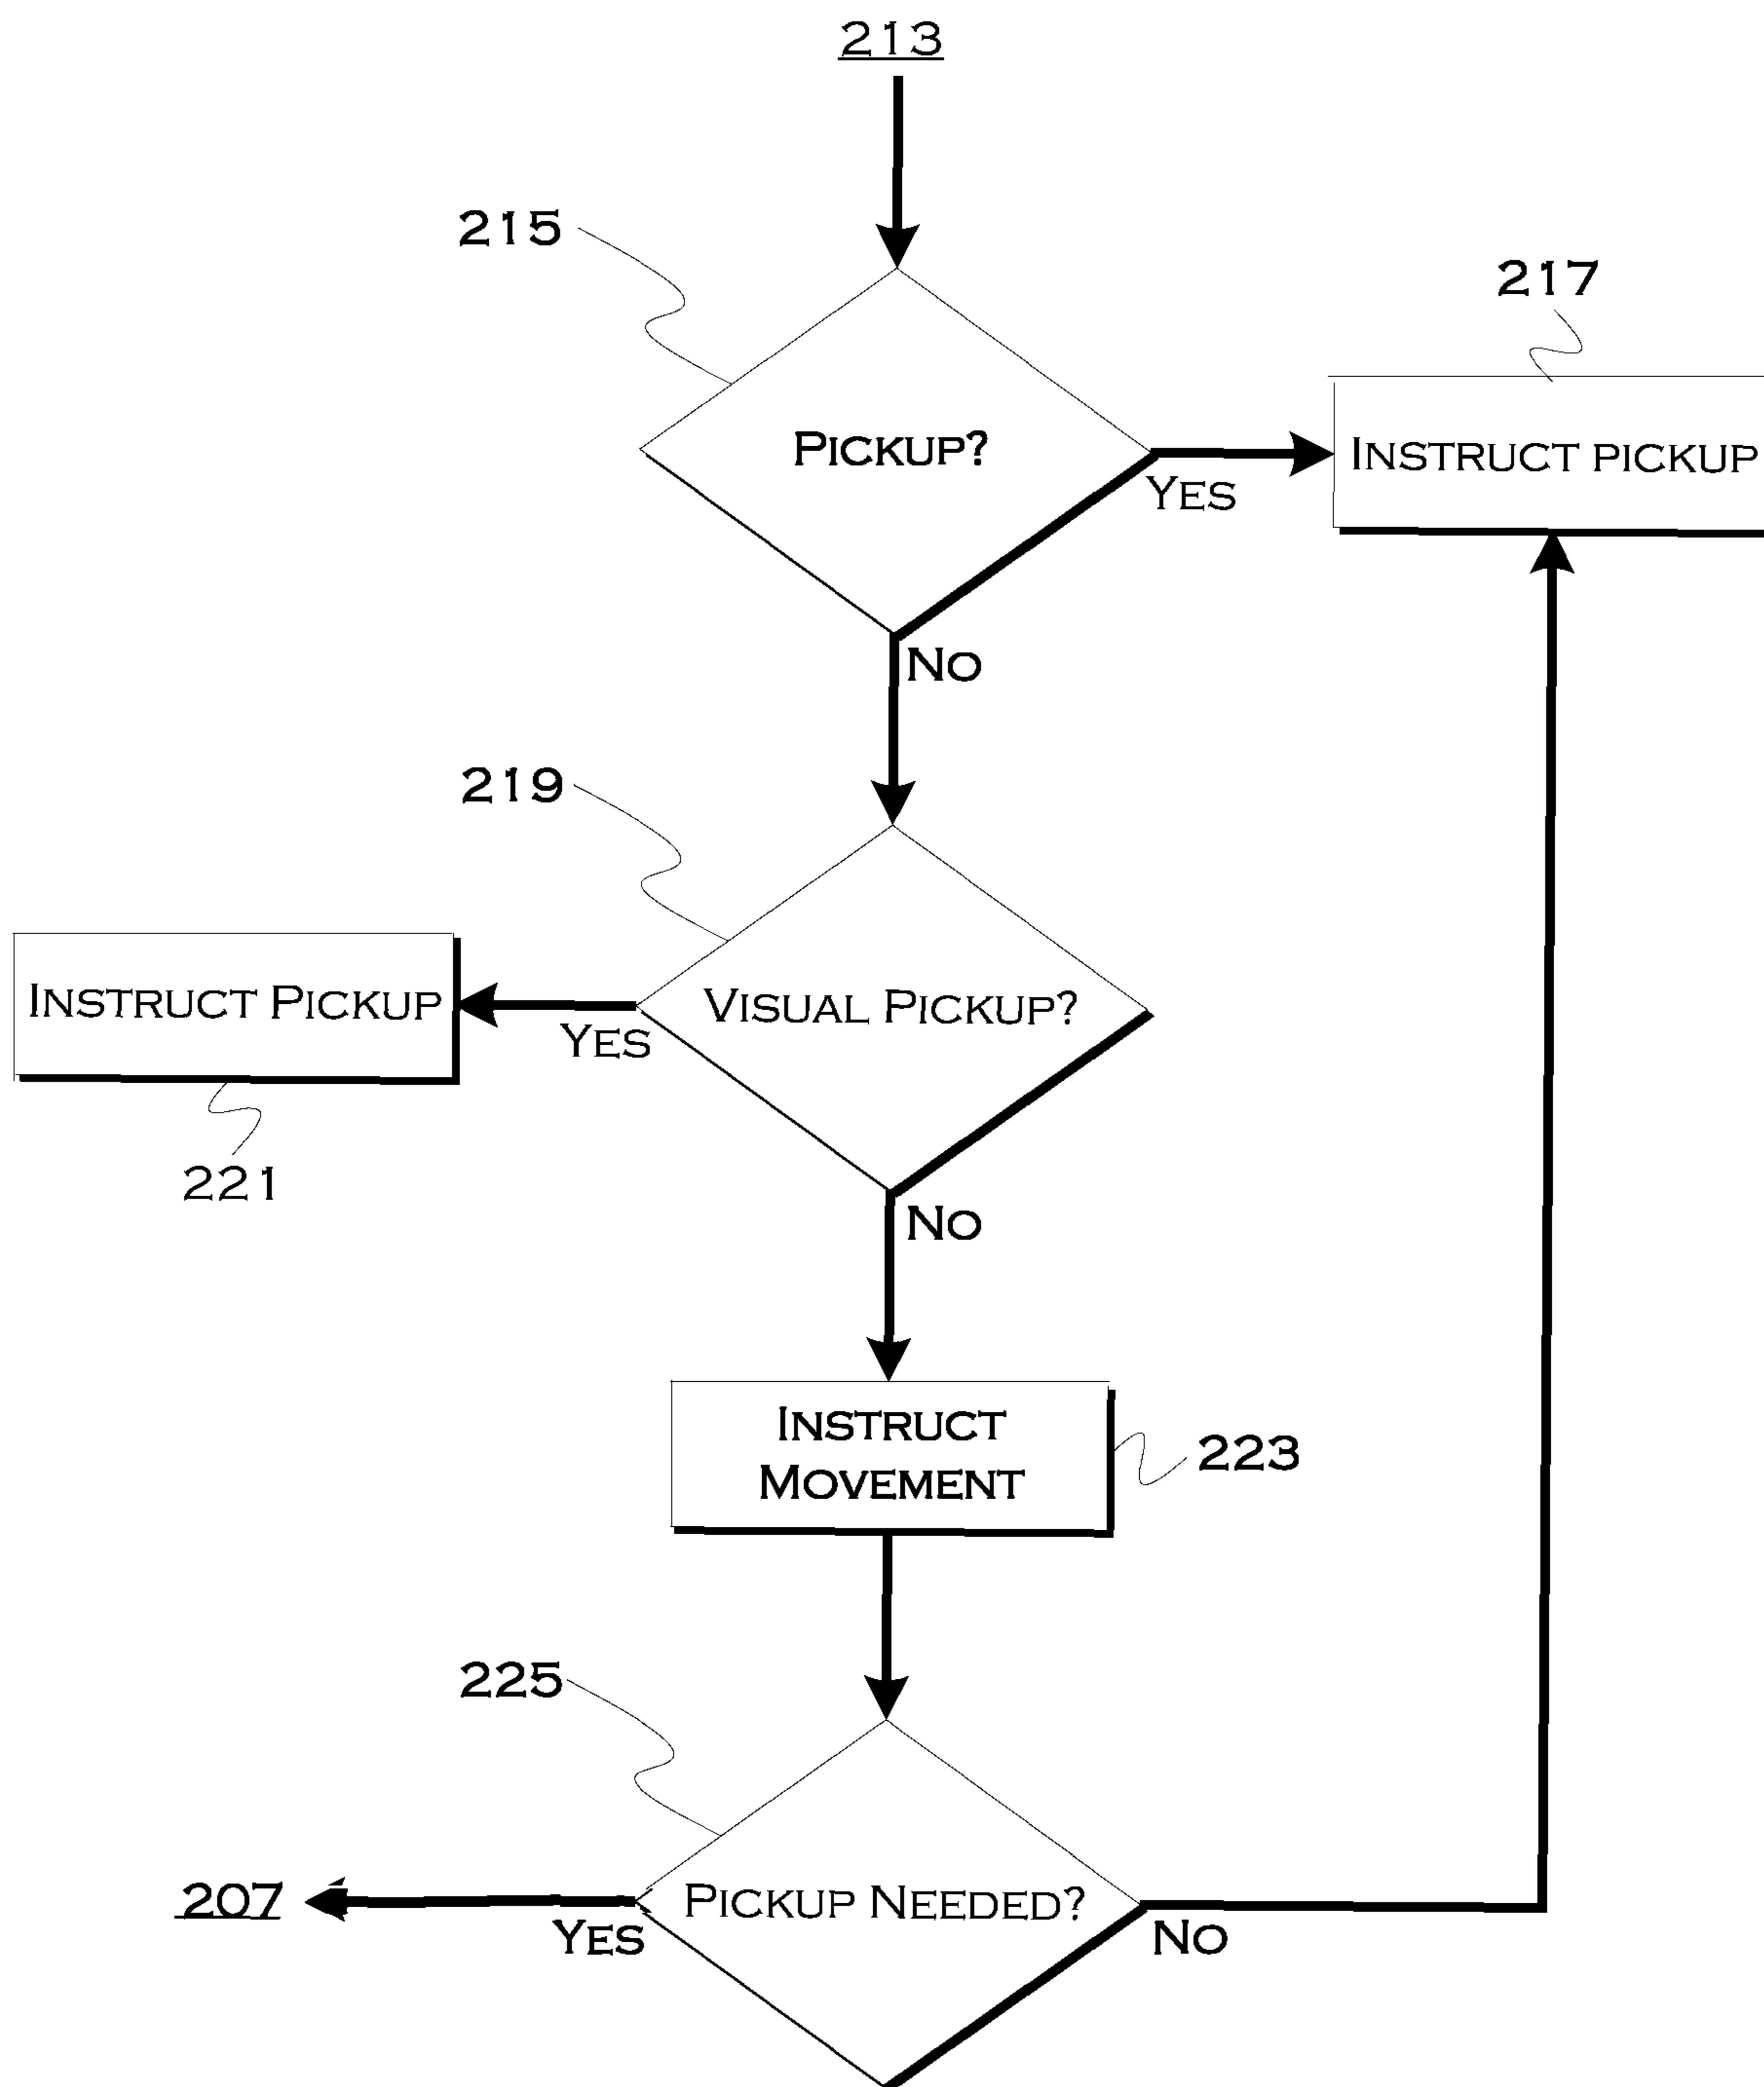 213
215
217
PICKUP?
INSTRUCT PICKUP
YES
NO
219
INSTRUCT PICKUP
VISUAL PICKUP?
YES
221
NO
INSTRUCT
MOVEMENT
223
225
207
PICKUP NEEDED?
YES
NO